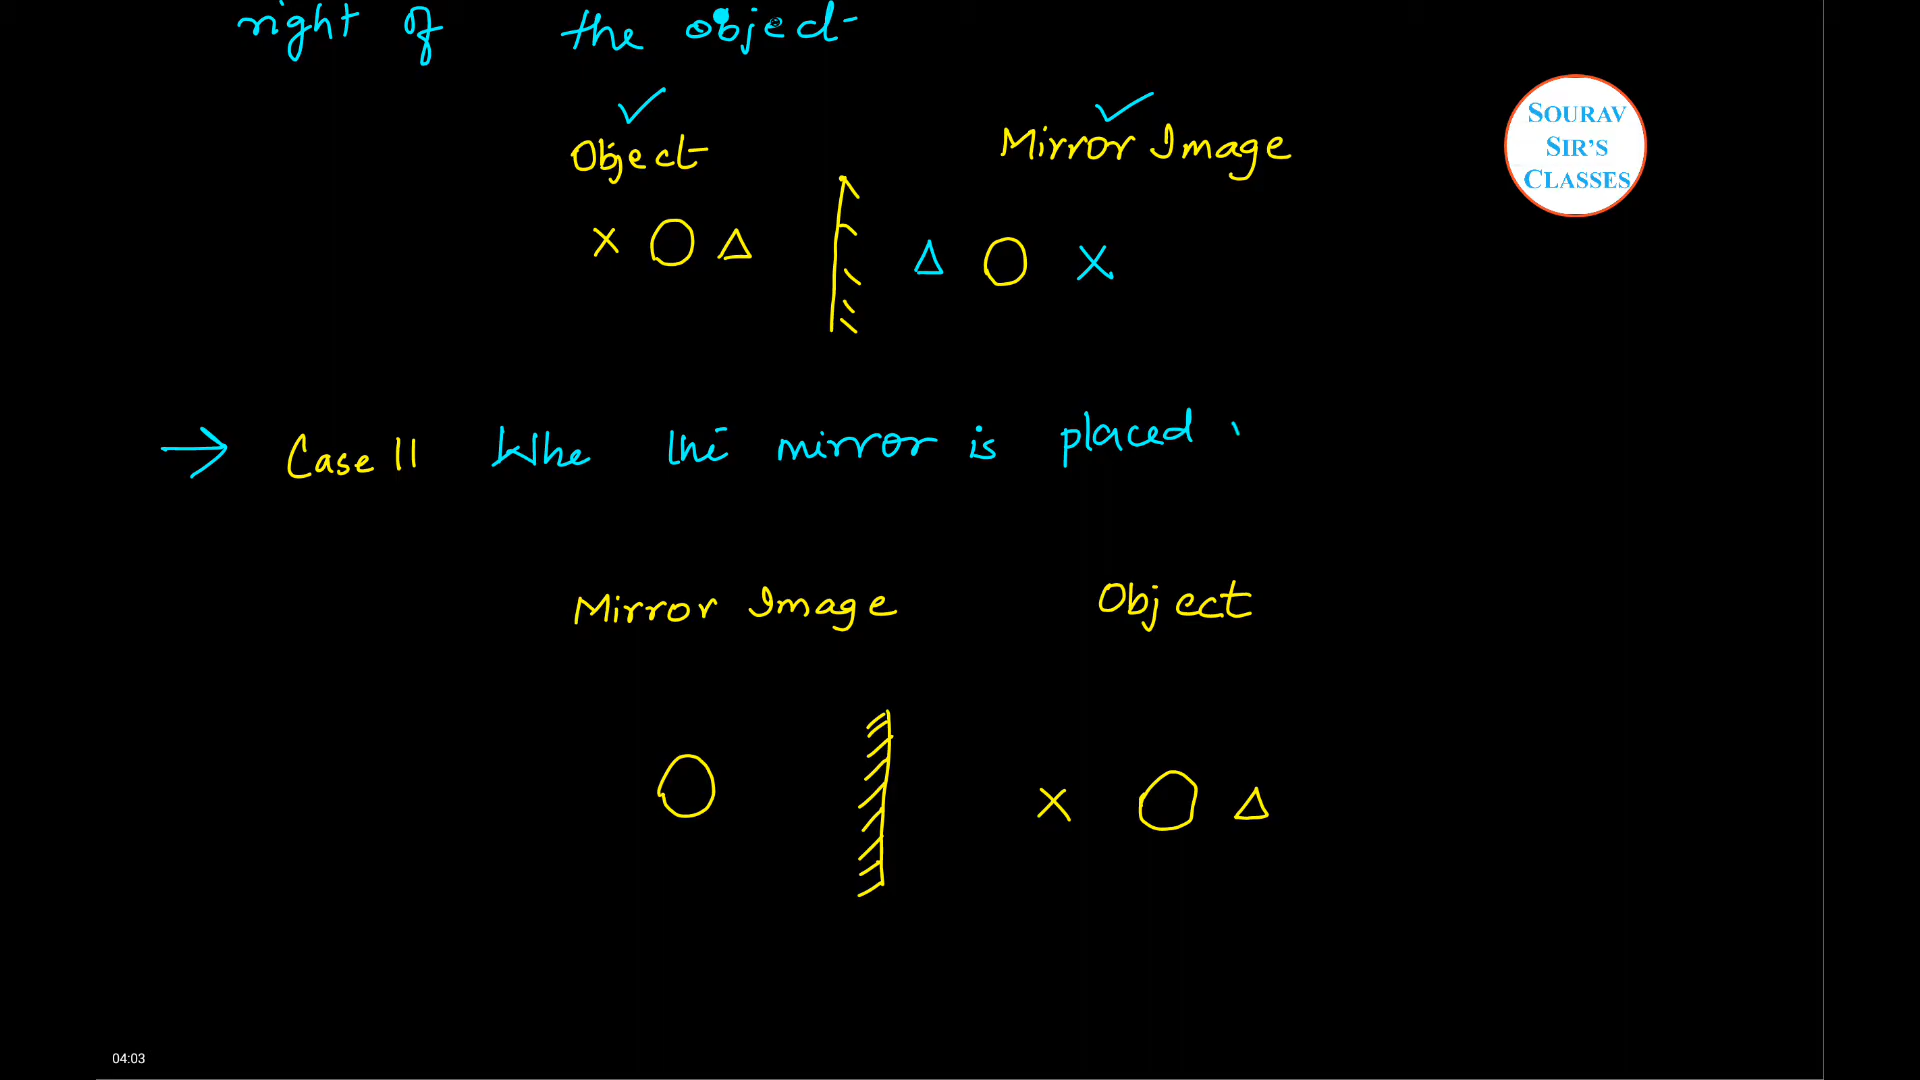 right of the object
SOURAV
SIR'S
CLASSES
Object Mirror Image
X O Δ Δ O X
→ Case II Whe the mirror is placed
Mirror Image Object
O X O Δ
04:03